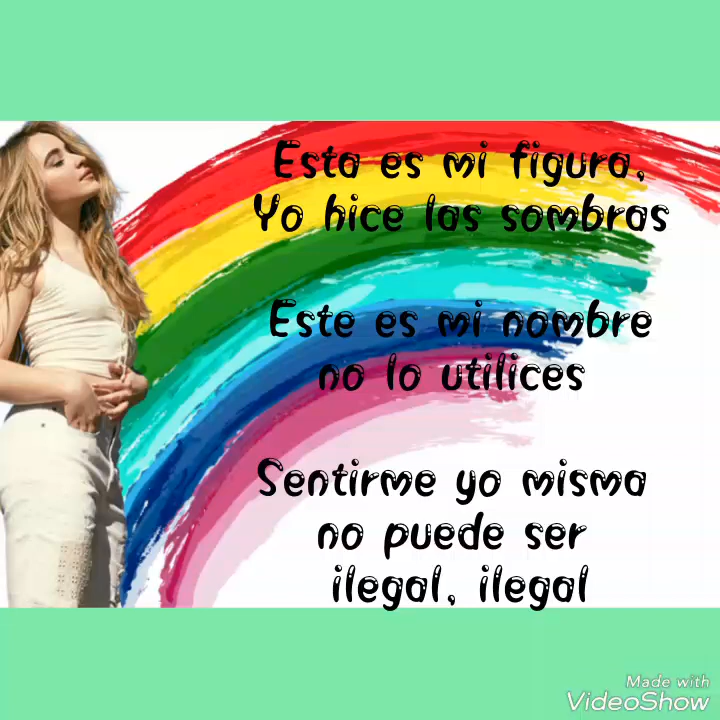 Esta es mi figura,
Yo hice las sombras
Este es mi nombre
no lo utilices
Sentirme yo misma
no puede ser
ilegal, ilegal
Made with
VideoShow